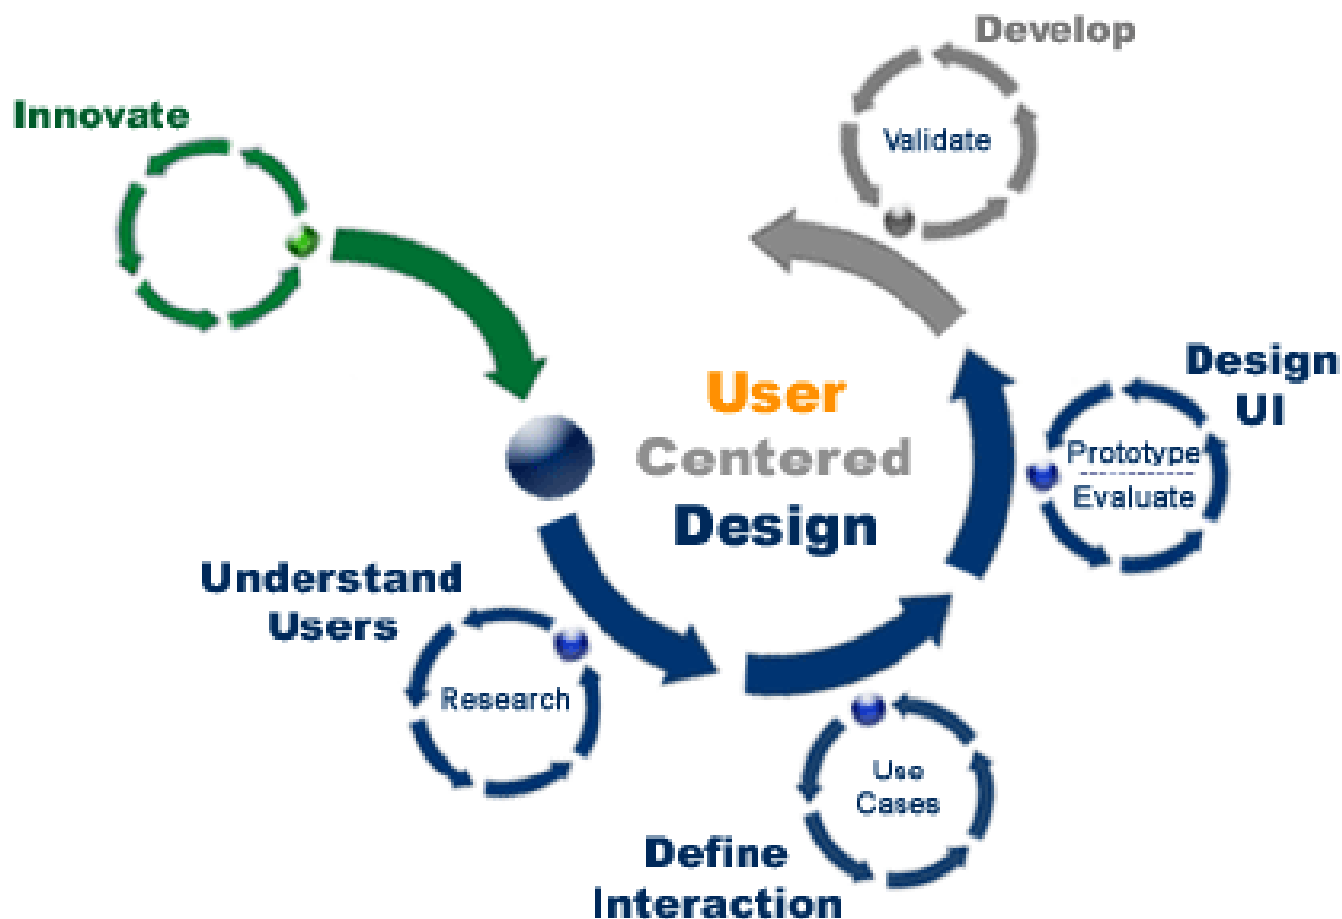 Innovate
Develop
Validate
User
Centered
Design
Design
UI
Prototype
Evaluate
Understand
Users
Research
Use
Cases
Define
Interaction